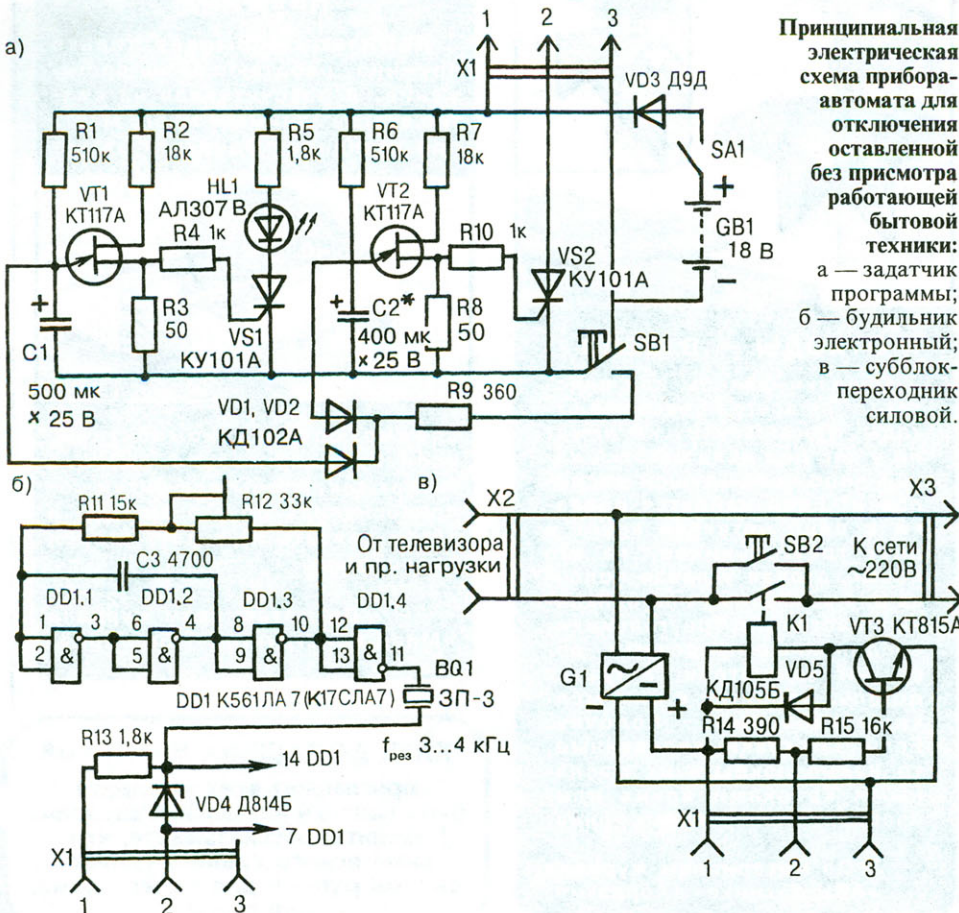 а)
1 2 3
X1
VD3 Д9Д
SA1
+
GB1
18 В
−
R1
510к
R2
18к
R5
1,8к
R6
510к
R7
18к
VT1
КТ117А
HL1
АЛ307 В
R4 1к
VT2
КТ117А
R10 1к
VS2
КУ101А
+
C1
500 мк
× 25 В
R3
50
VS1
КУ101А
+
C2*
400 мк
× 25 В
R8
50
SB1
R9 360
VD1, VD2
КД102А
Принципиальная
электрическая
схема прибора-
автомата для
отключения
оставленной
без присмотра
работающей
бытовой
техники:
а — задатчик
программы;
б — будильник
электронный;
в — субблок-
переходник
силовой.
б)
R11 15к
R12 33к
C3 4700
DD1,1
DD1,2
DD1,3
DD1,4
1 & 3 6 & 4 8 & 10 12 &
2 5 9 13 11
BQ1
ЗП-3
DD1 К561ЛА 7 (К17СЛА7)
fрез 3...4 кГц
R13 1,8к
14 DD1
VD4 Д814Б
7 DD1
X1
1 2 3
в)
X2
X3
От телевизора
и пр. нагрузки
SB2
К сети
~220В
K1
VT3 КТ815А
G1
~
−
−
+
КД105Б
VD5
R14 390
R15 16к
X1
1 2 3